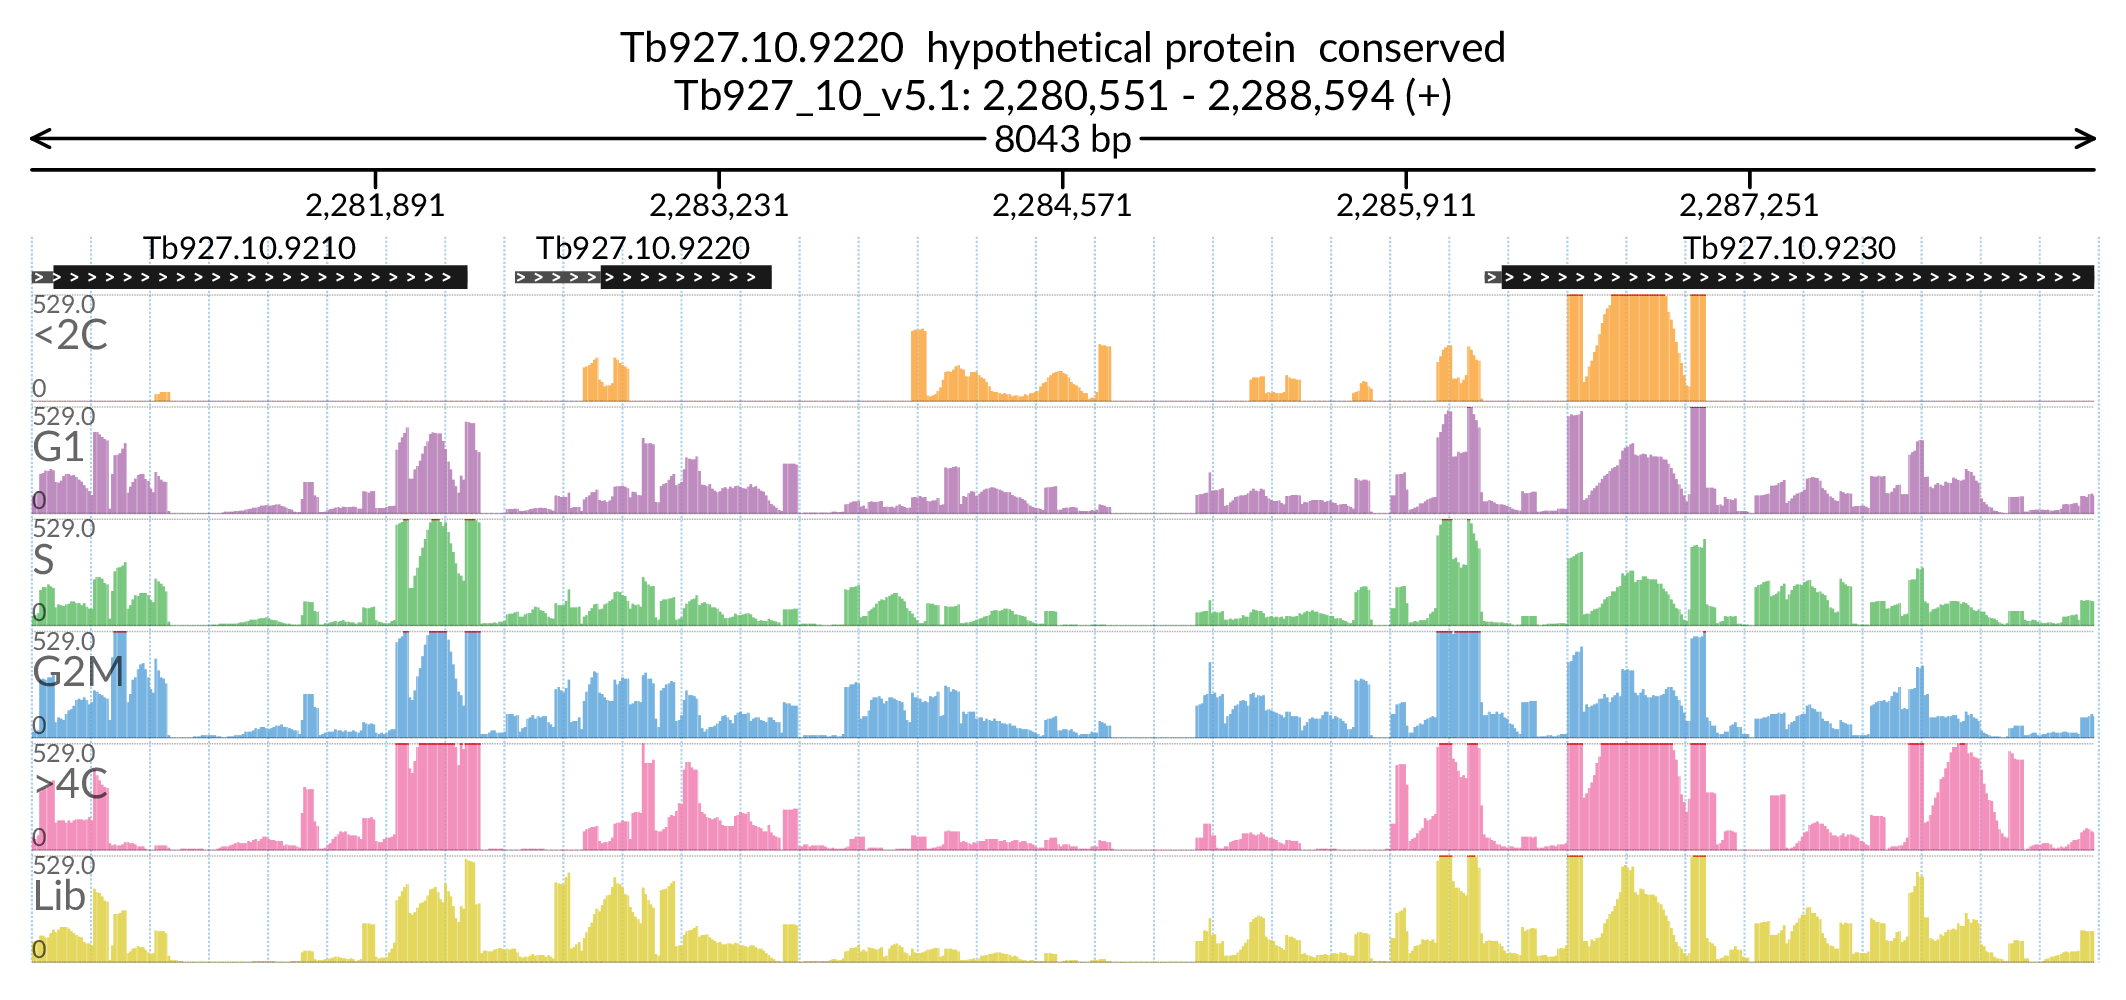 Tb927.10.9220 hypothetical protein conserved
Tb927_10_v5.1: 2,280,551 - 2,288,594 (+)
8043 bp
2,281,891 2,283,231 2,284,571 2,285,911 2,287,251
Tb927.10.9210 Tb927.10.9220 Tb927.10.9230
529.0
<2C
0
529.0
G1
0
529.0
S
0
529.0
G2M
0
529.0
>4C
0
529.0
Lib
0